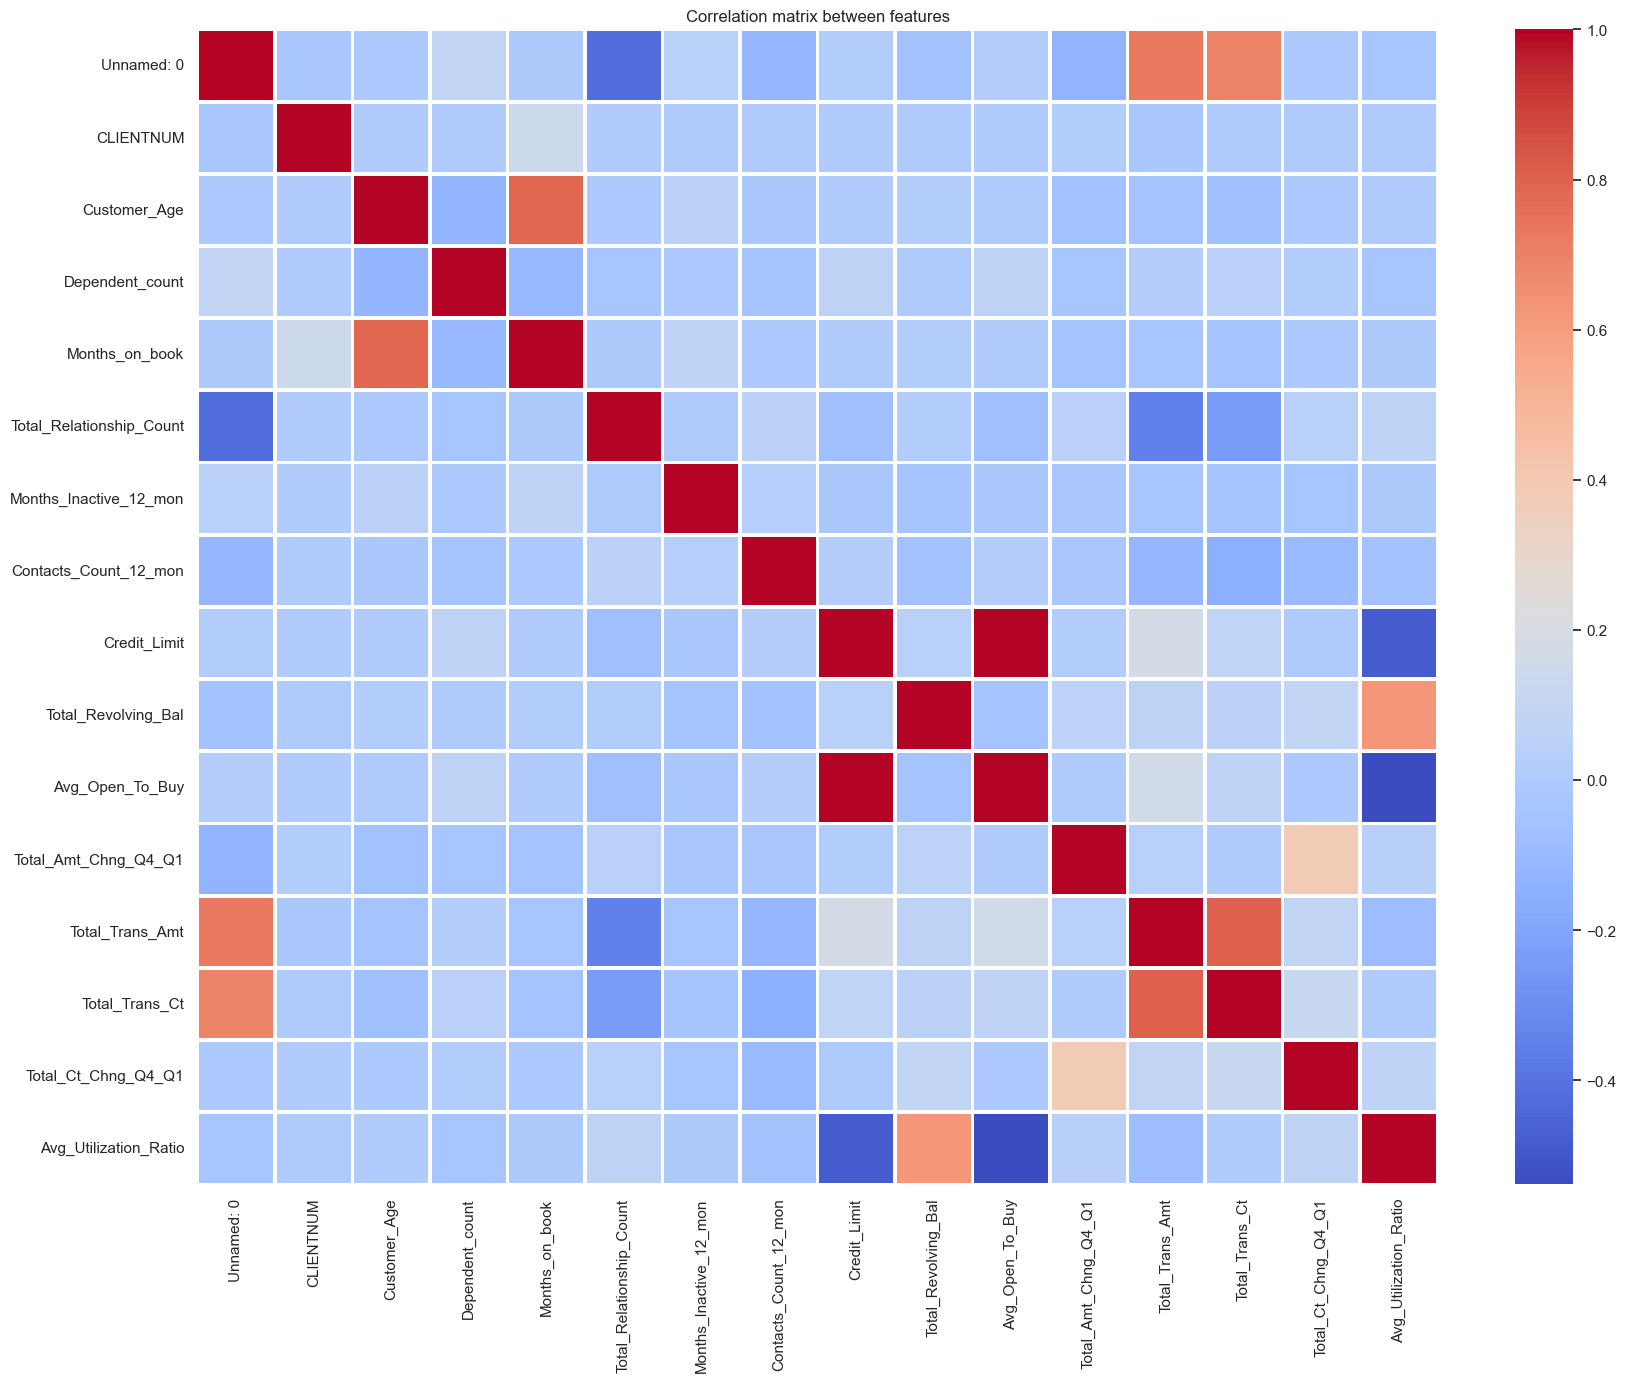 Correlation matrix between features
Unnamed: 0
CLIENTNUM
Customer_Age
Dependent_count
Months_on_book
Total_Relationship_Count
Months_Inactive_12_mon
Contacts_Count_12_mon
Credit_Limit
Total_Revolving_Bal
Avg_Open_To_Buy
Total_Amt_Chng_Q4_Q1
Total_Trans_Amt
Total_Trans_Ct
Total_Ct_Chng_Q4_Q1
Avg_Utilization_Ratio
Unnamed: 0
CLIENTNUM
Customer_Age
Dependent_count
Months_on_book
Total_Relationship_Count
Months_Inactive_12_mon
Contacts_Count_12_mon
Credit_Limit
Total_Revolving_Bal
Avg_Open_To_Buy
Total_Amt_Chng_Q4_Q1
Total_Trans_Amt
Total_Trans_Ct
Total_Ct_Chng_Q4_Q1
Avg_Utilization_Ratio
1.0
0.8
0.6
0.4
0.2
0.0
−0.2
−0.4